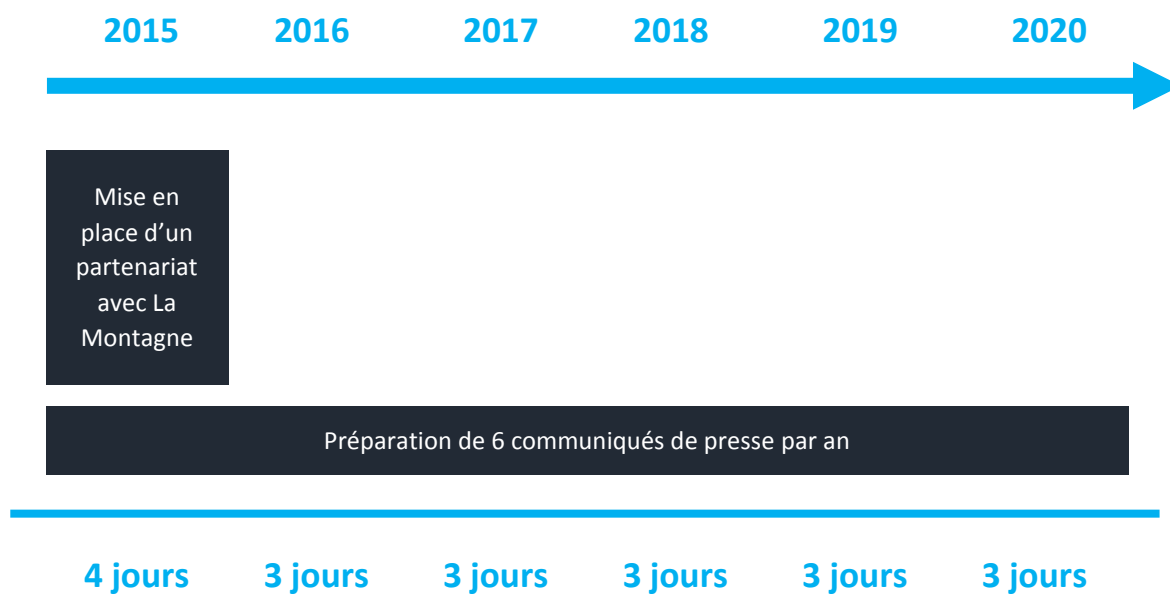 2015 2016 2017 2018 2019 2020
Mise en
place d’un
partenariat
avec La
Montagne
Préparation de 6 communiqués de presse par an
4 jours 3 jours 3 jours 3 jours 3 jours 3 jours